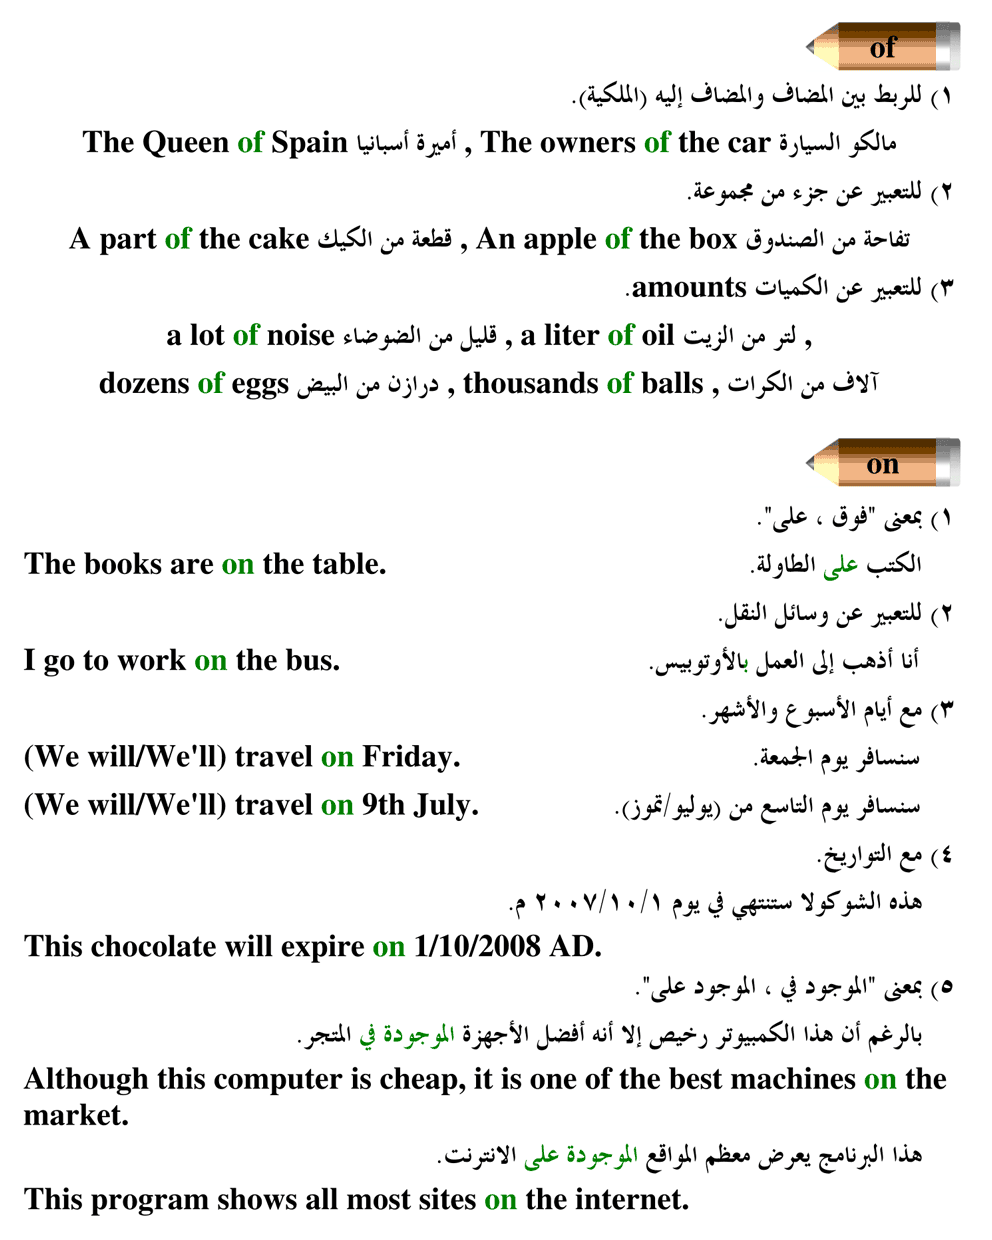 of
١) للربط بين المضاف والمضاف إليه (الملكية).
The Queen of Spain أميرة أسبانيا , The owners of the car مالكو السيارة
٢) للتعبير عن جزء من مجموعة.
A part of the cake قطعة من الكيك , An apple of the box تفاحة من الصندوق
٣) للتعبير عن الكميات amounts.
a lot of noise قليل من الضوضاء , a liter of oil لتر من الزيت ,
dozens of eggs درازن من البيض , thousands of balls , آلاف من الكرات
on
١) بمعنى "فوق ، على".
The books are on the table. الكتب على الطاولة.
٢) للتعبير عن وسائل النقل.
I go to work on the bus. أنا أذهب إلى العمل بالأوتوبيس.
٣) مع أيام الأسبوع والأشهر.
(We will/We'll) travel on Friday. سنسافر يوم الجمعة.
(We will/We'll) travel on 9th July. سنسافر يوم التاسع من (يوليو/تموز).
٤) مع التواريخ.
هذه الشوكولا ستنتهي في يوم ٢٠٠٧/١٠/١ م.
This chocolate will expire on 1/10/2008 AD.
٥) بمعنى "الموجود في ، الموجود على".
بالرغم أن هذا الكمبيوتر رخيص إلا أنه أفضل الأجهزة الموجودة في المتجر.
Although this computer is cheap, it is one of the best machines on the
market.
هذا البرنامج يعرض معظم المواقع الموجودة على الانترنت.
This program shows all most sites on the internet.